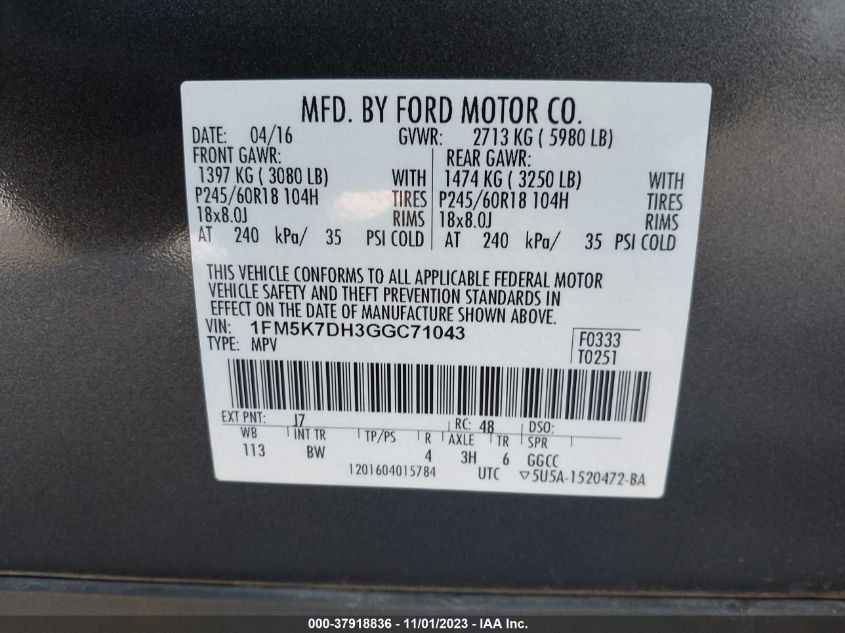 MFD. BY FORD MOTOR CO.
DATE: 04/16 GVWR: 2713 KG ( 5980 LB)
FRONT GAWR: REAR GAWR:
1397 KG ( 3080 LB) WITH 1474 KG ( 3250 LB) WITH
P245/60R18 104H TIRES P245/60R18 104H TIRES
18x8.0J RIMS 18x8.0J RIMS
AT 240 kPa/ 35 PSI COLD AT 240 kPa/ 35 PSI COLD
THIS VEHICLE CONFORMS TO ALL APPLICABLE FEDERAL MOTOR
VEHICLE SAFETY AND THEFT PREVENTION STANDARDS IN
EFFECT ON THE DATE OF MANUFACTURE SHOWN ABOVE.
VIN: 1FM5K7DH3GGC71043 F0333
TYPE: MPV T0251
EXT PNT: J7 RC: 48 DSO:
WB INT TR TP/PS R AXLE TR SPR
113 BW 4 3H 6 GGCC
1201604015784 UTC ▽5U5A-1520472-BA
000-37918836 - 11/01/2023 - IAA Inc.